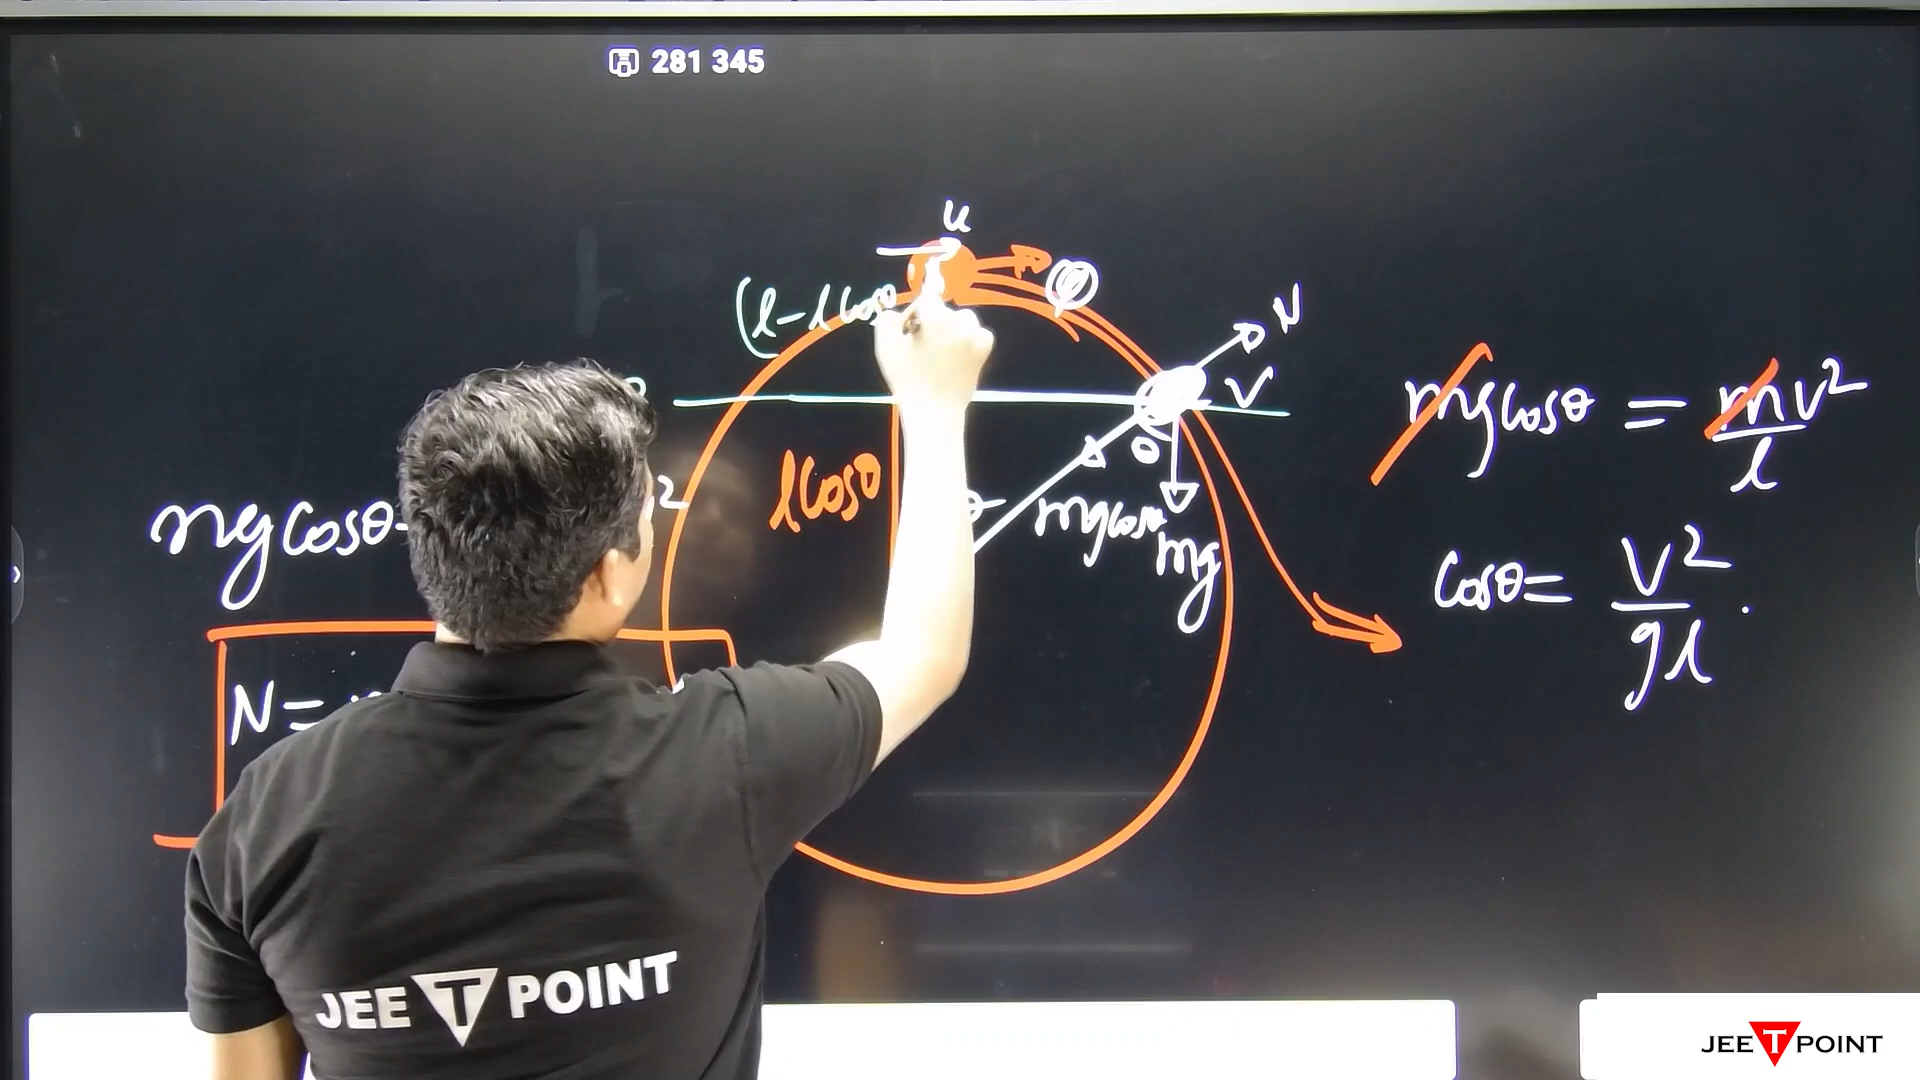 281 345
u
(l-lcosθ
N
V
mgcosθ = mv²/l
lcosθ
θ
mgcosθ
mg
mgcosθ-
²
cosθ= v²/gl .
N=
JEE T POINT
JEE T POINT